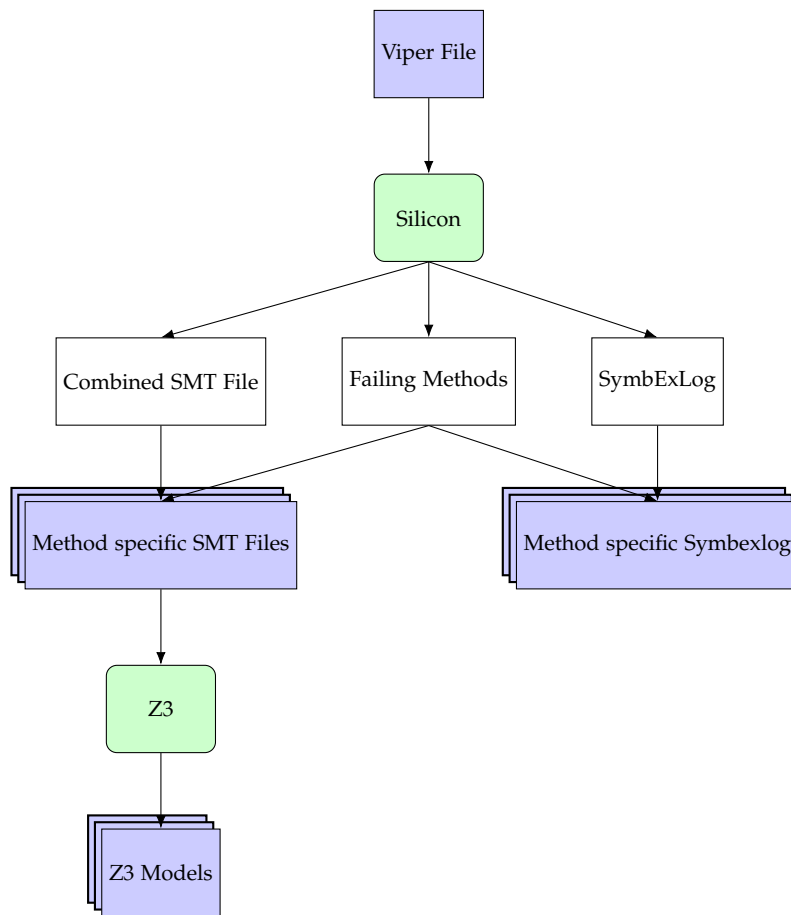 Viper File
Silicon
Combined SMT File
Failing Methods
SymbExLog
Method specific SMT Files
Method specific Symbexlog
Z3
Z3 Models